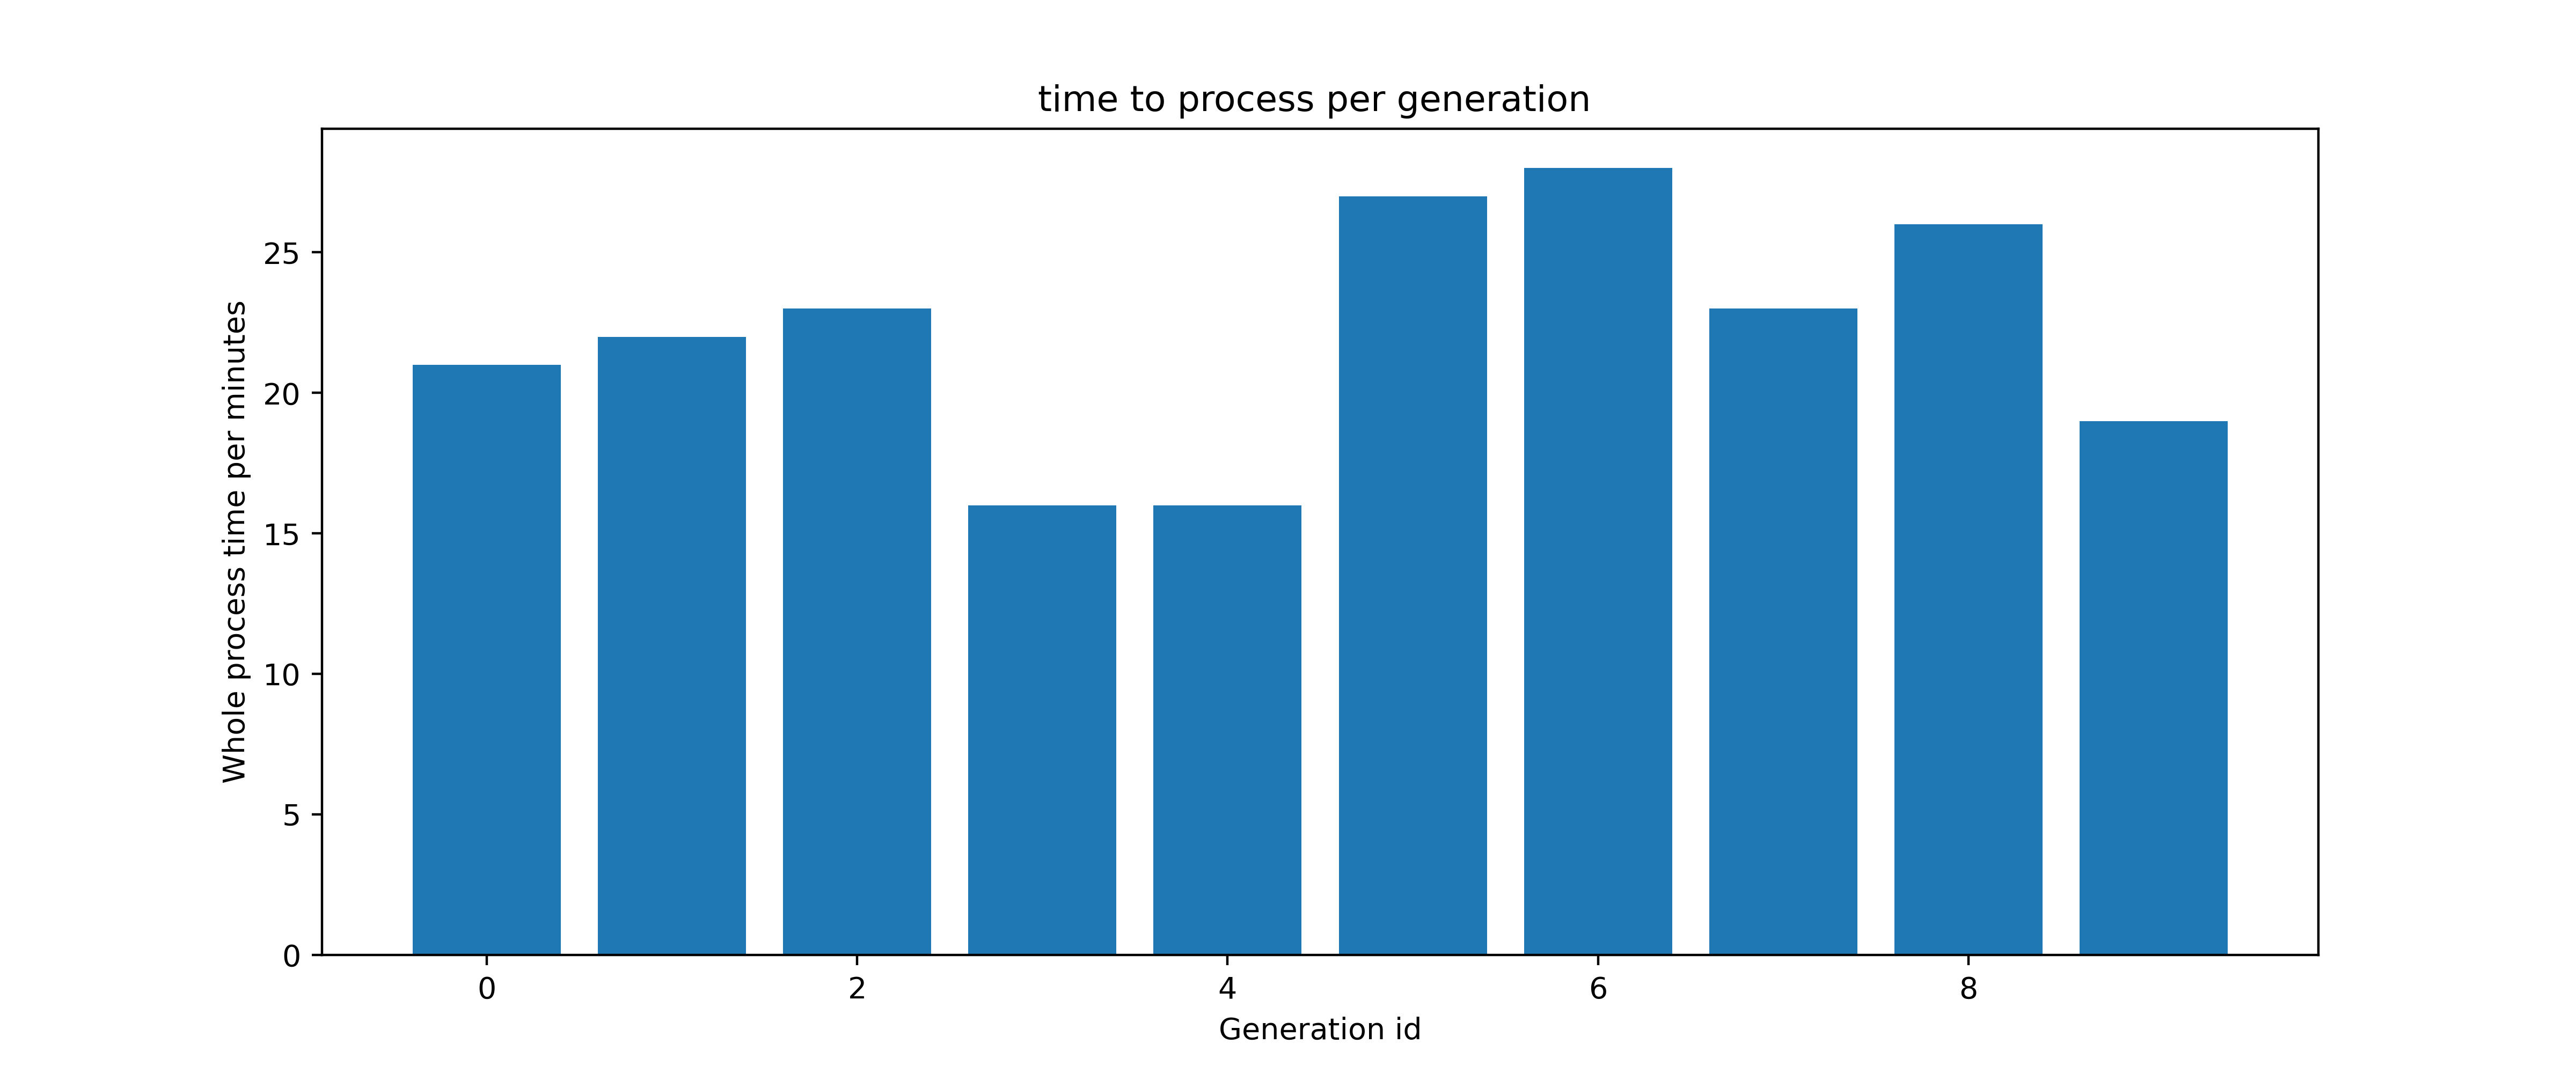 time to process per generation
Whole process time per minutes
25
20
15
10
5
0
0 2 4 6 8
Generation id